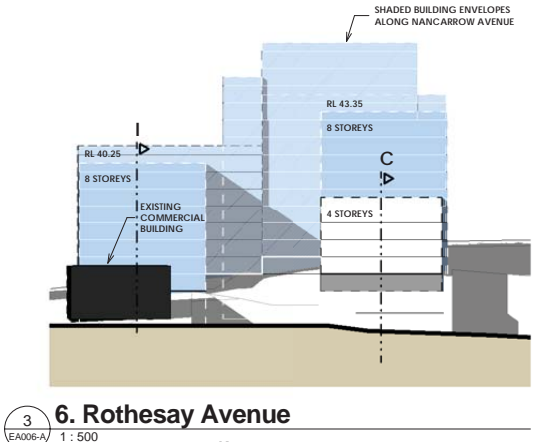 SHADED BUILDING ENVELOPES
ALONG NANCARROW AVENUE
RL 43.35
8 STOREYS
C
RL 40.25
8 STOREYS
4 STOREYS
EXISTING
COMMERCIAL
BUILDING
3
EA006-A
6. Rothesay Avenue
1 : 500